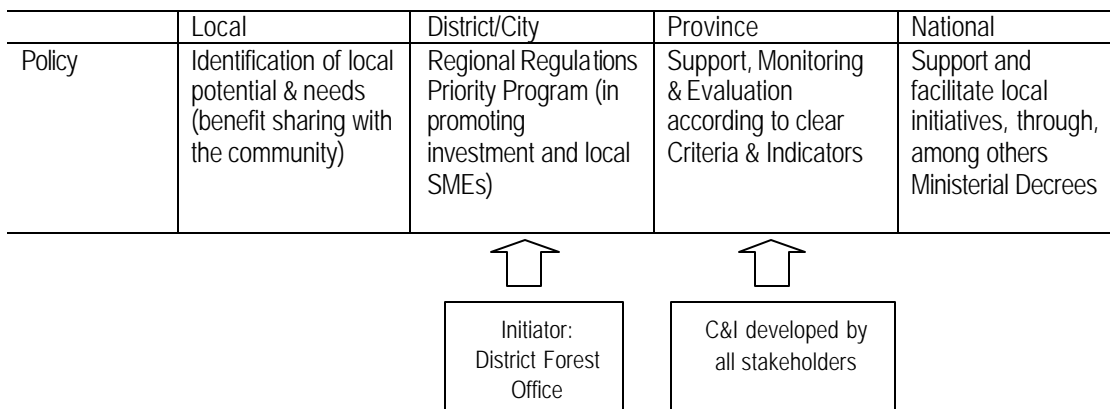 Local
District/City
Province
National
Policy
Identification of local
potential & needs
(benefit sharing with
the community)
Regional Regulations
Priority Program (in
promoting
investment and local
SMEs)
Support, Monitoring
& Evaluation
according to clear
Criteria & Indicators
Support and
facilitate local
initiatives, through,
among others
Ministerial Decrees
Initiator:
District Forest
Office
C&I developed by
all stakeholders